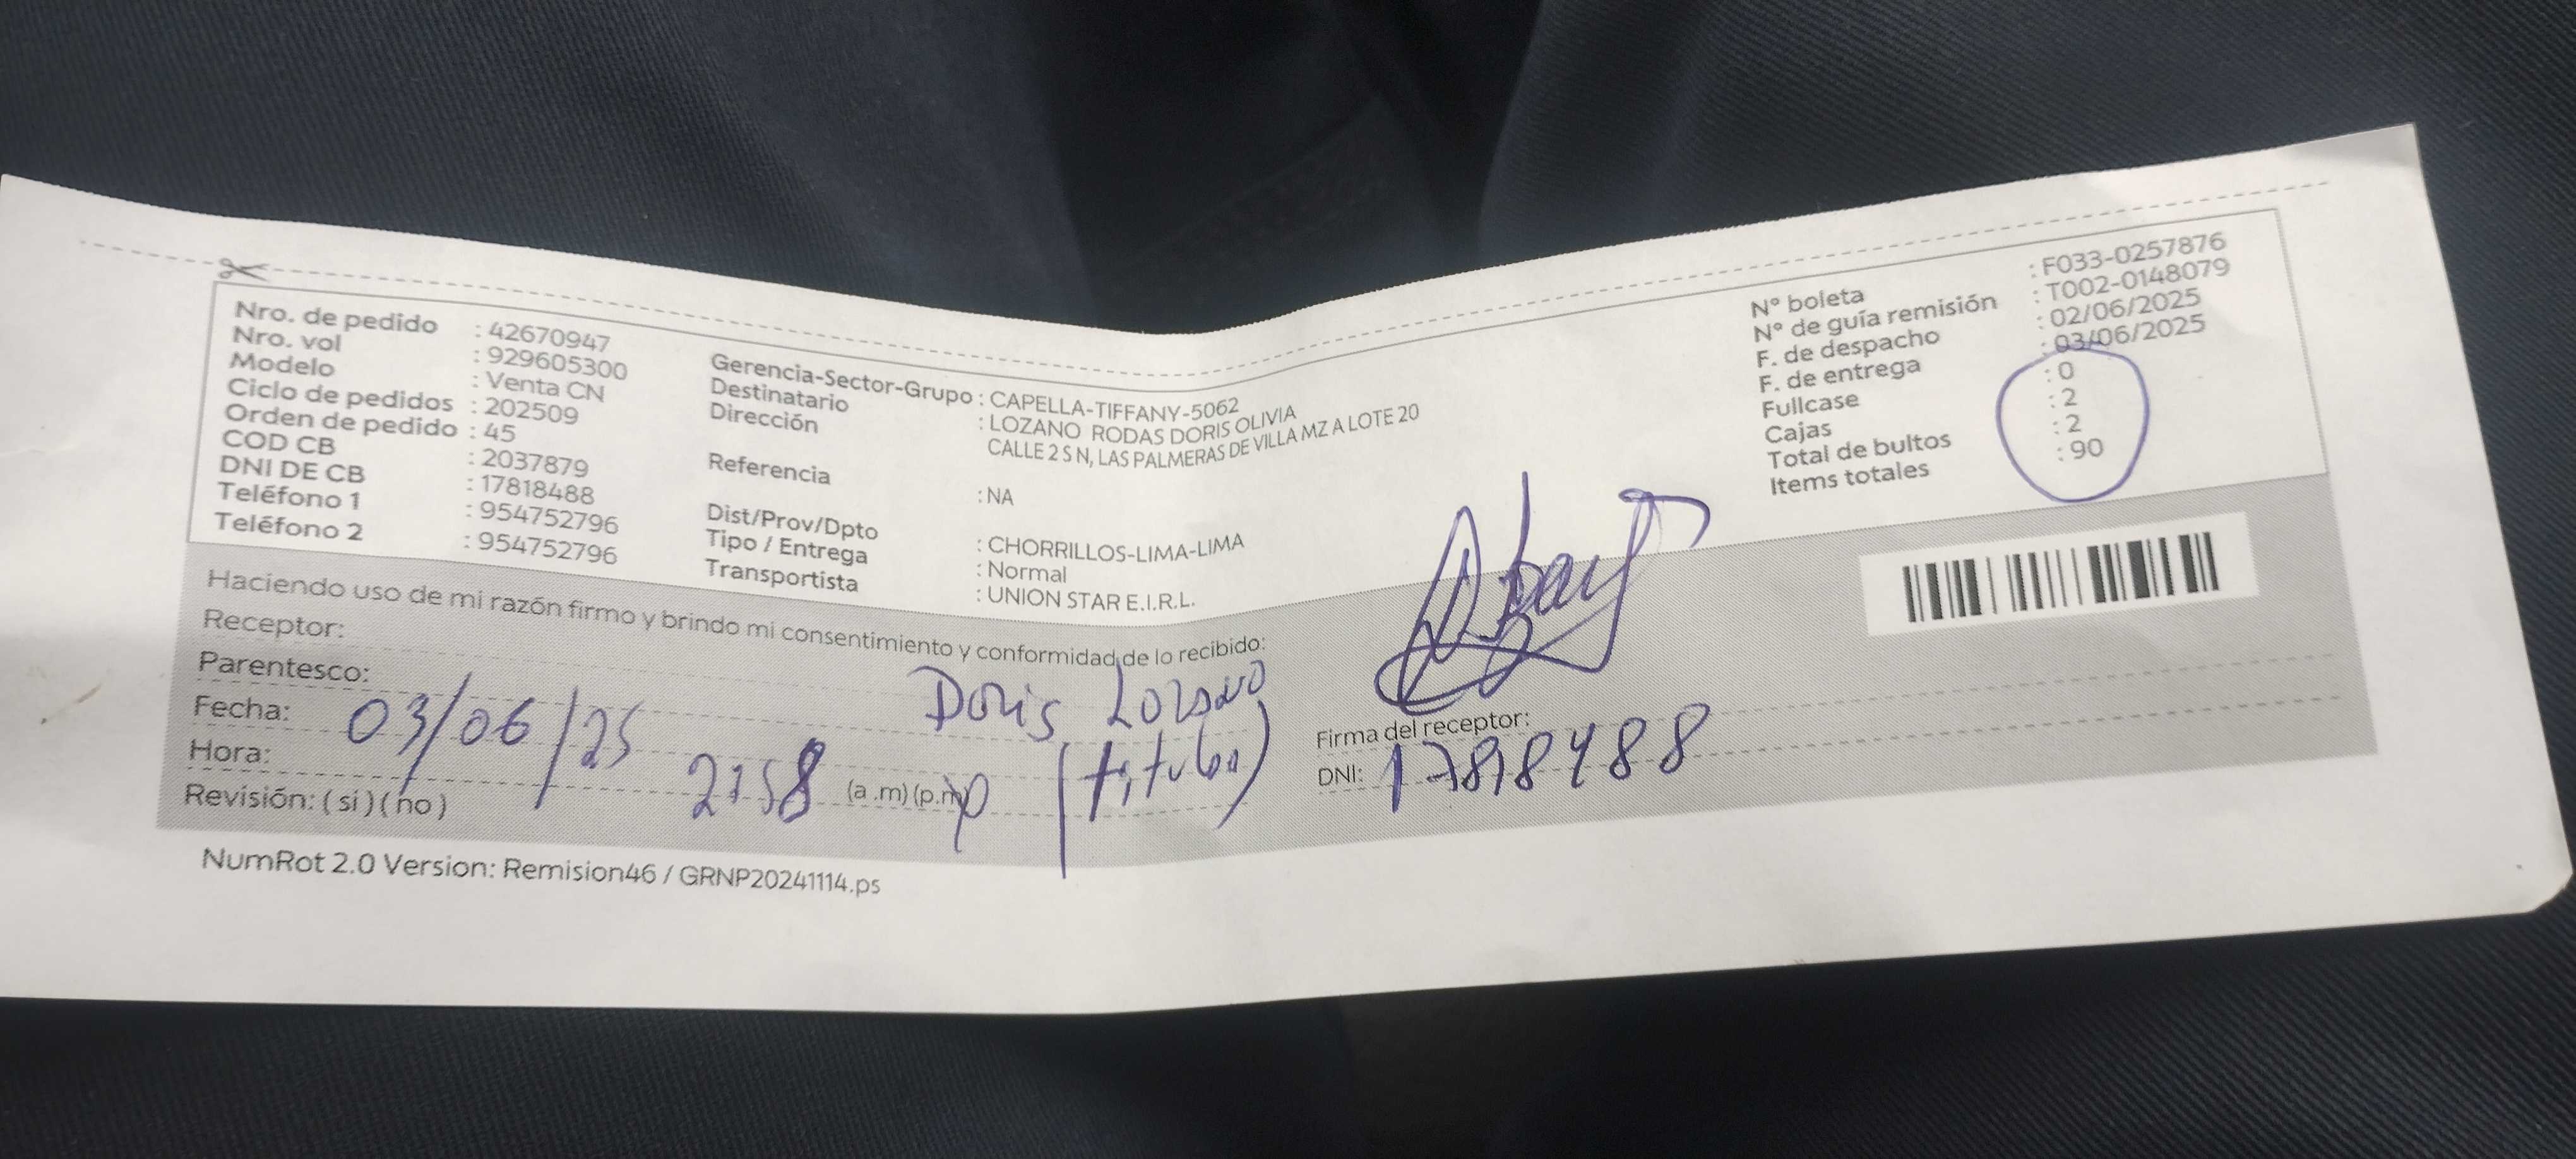 Nro. de pedido : 42670947
Nro. vol : 929605300
Modelo : Venta CN
Ciclo de pedidos : 202509
Orden de pedido : 45
COD CB : 2037879
DNI DE CB : 17818488
Teléfono 1 : 954752796
Teléfono 2 : 954752796
Gerencia-Sector-Grupo : CAPELLA-TIFFANY-5062
Destinatario : LOZANO RODAS DORIS OLIVIA
Dirección CALLE 2 S N, LAS PALMERAS DE VILLA MZ A LOTE 20
Referencia : NA
Dist/Prov/Dpto : CHORRILLOS-LIMA-LIMA
Tipo / Entrega : Normal
Transportista : UNION STAR E.I.R.L.
N° boleta : F033-0257876
N° de guía remisión : T002-0148079
F. de despacho : 02/06/2025
F. de entrega : 03/06/2025
Fullcase : 0
Cajas : 2
Total de bultos : 2
Items totales : 90
Haciendo uso de mi razón firmo y brindo mi consentimiento y conformidad de lo recibido:
Receptor: Doris Lozano
Parentesco: (titular)
Fecha: 03/06/25
Hora: 2:58 (a.m) (p.m)
Revisión: ( si ) ( no )
Firma del receptor:
DNI: 17818488
NumRot 2.0 Version: Remision46 / GRNP20241114.ps